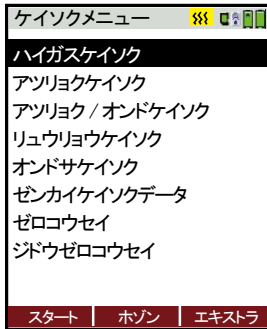 ケイソクメニュー
ハイガスケイソク
アツリョクケイソク
アツリョク / オンドケイソク
リュウリョウケイソク
オンドサケイソク
ゼンカイケイソクデータ
ゼロコウセイ
ジドウゼロコウセイ
スタート ホゾン エキストラ